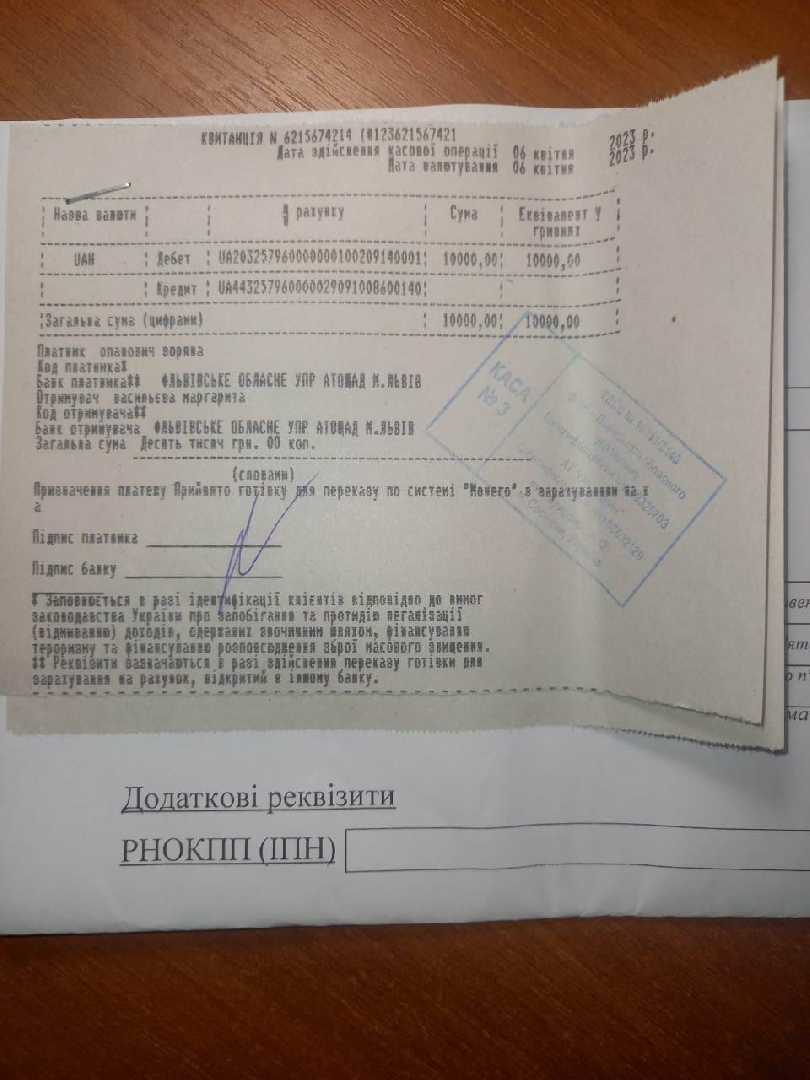 КВИТАНЦІЯ N 6215674214 (#123621567421
Дата здійснення касової операції 06 квітня 2023 р.
Дата валютування 06 квітня 2023 р.
Назва валюти № рахунку Сума Еквівалент у гривнях
UAH Дебет UA203257960000000100209140001 10000,00 10000,00
Кредит UA443257960000029091008600140
Загальна сума (цифрами) 10000,00 10000,00
Платник опанович ворява
Код платника*
Банк платника** ФЛЬВІВСЬКЕ ОБЛАСНЕ УПР АТОЩАД М.ЛЬВІВ
Отримувач васильєва маргарита
Код отримувача**
Банк отримувача ФЛЬВІВСЬКЕ ОБЛАСНЕ УПР АТОЩАД М.ЛЬВІВ
Загальна сума Десять тисяч грн. 00 коп.
(словами)
Призначення платежу Прийнято готівку для переказу по системі "Монего" з зарахуванням на к
а
Підпис платника
Підпис банку
* Заповнюється в разі ідентифікації клієнтів відповідно до вимог
законодавства України про запобігання та протидію легалізації
(відмиванню) доходів, одержаних злочинним шляхом, фінансуванню
тероризму та фінансуванню розповсюдження зброї масового знищення.
** Реквізити зазначаються в разі здійснення переказу готівки для
зарахування на рахунок, відкритий в іншому банку.
КАСА
№ 3
Додаткові реквізити
РНОКПП (ІПН)